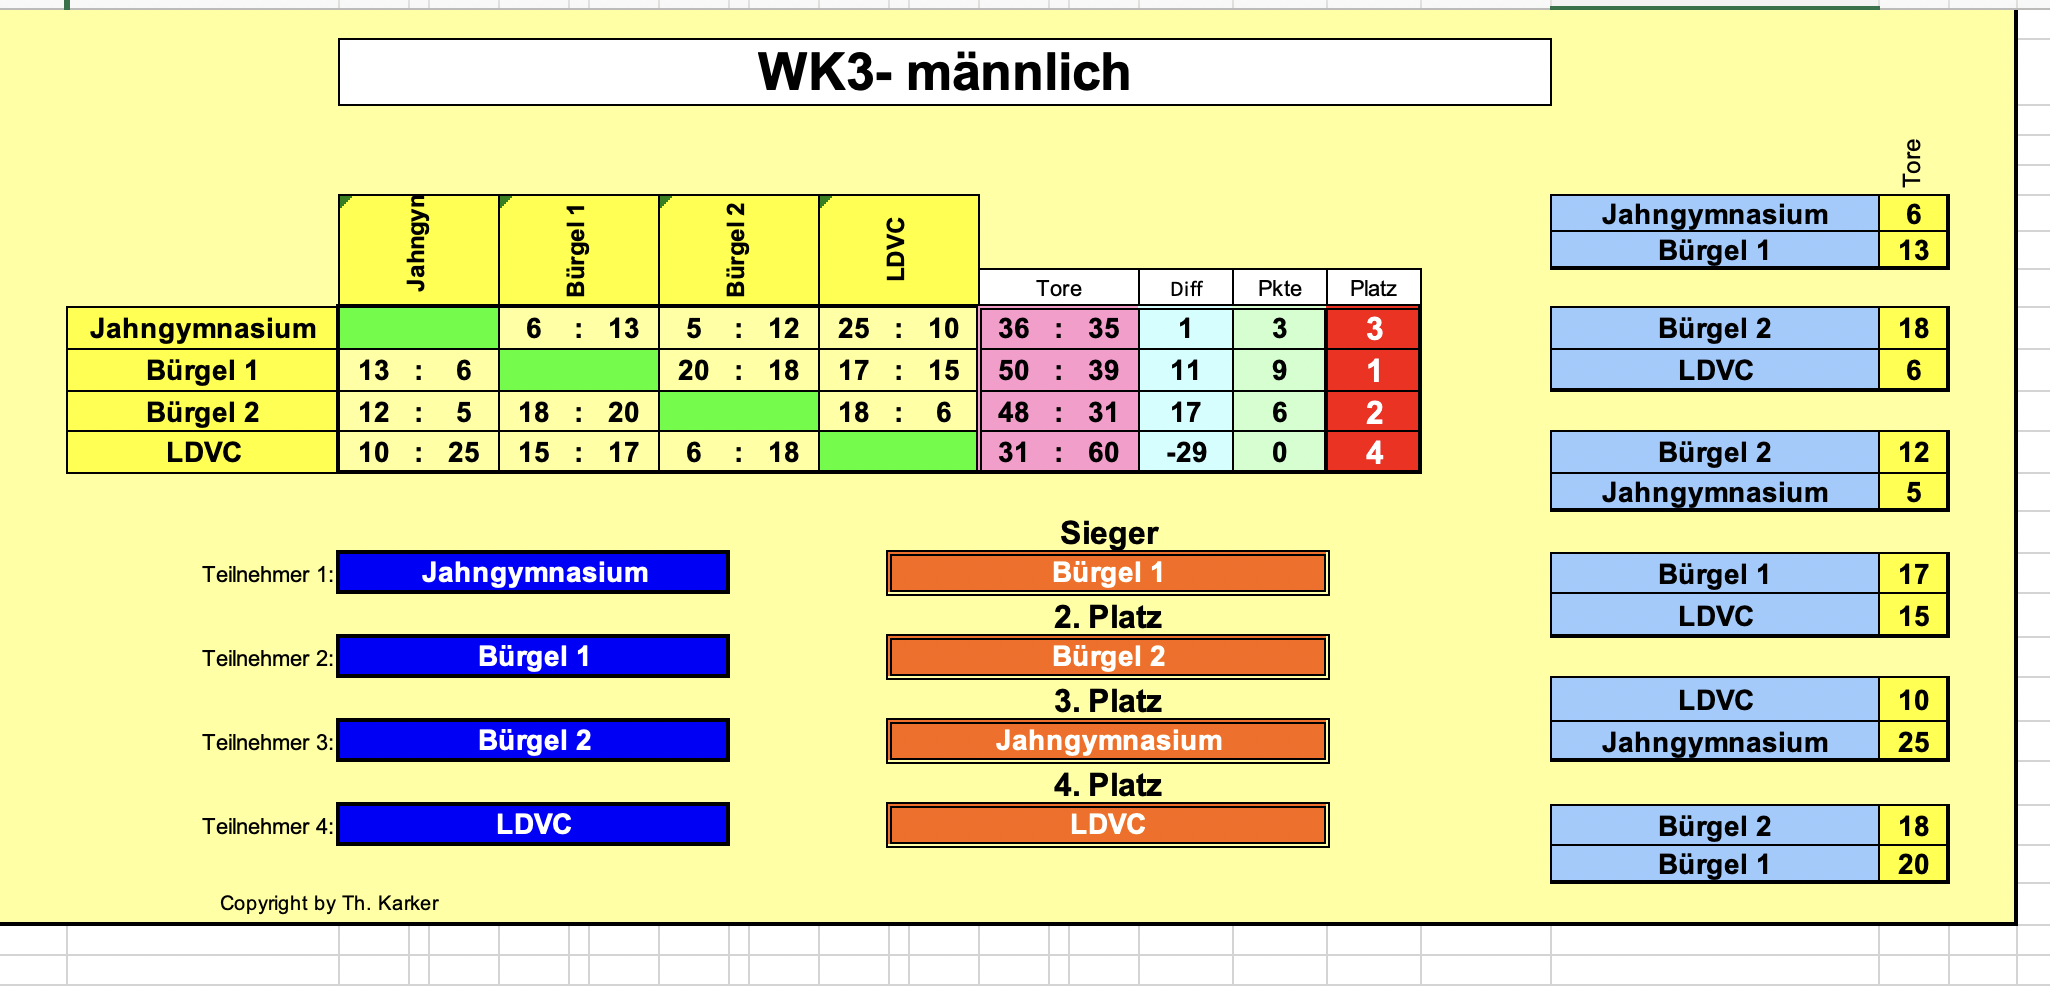 WK3- männlich
Tore
Jahngyn
Bürgel 1
Bürgel 2
LDVC
Tore Diff Pkte Platz
Jahngymnasium 6 : 13 5 : 12 25 : 10 36 : 35 1 3 3
Bürgel 1 13 : 6 20 : 18 17 : 15 50 : 39 11 9 1
Bürgel 2 12 : 5 18 : 20 18 : 6 48 : 31 17 6 2
LDVC 10 : 25 15 : 17 6 : 18 31 : 60 -29 0 4
Teilnehmer 1: Jahngymnasium
Teilnehmer 2: Bürgel 1
Teilnehmer 3: Bürgel 2
Teilnehmer 4: LDVC
Sieger
Bürgel 1
2. Platz
Bürgel 2
3. Platz
Jahngymnasium
4. Platz
LDVC
Jahngymnasium 6
Bürgel 1 13
Bürgel 2 18
LDVC 6
Bürgel 2 12
Jahngymnasium 5
Bürgel 1 17
LDVC 15
LDVC 10
Jahngymnasium 25
Bürgel 2 18
Bürgel 1 20
Copyright by Th. Karker